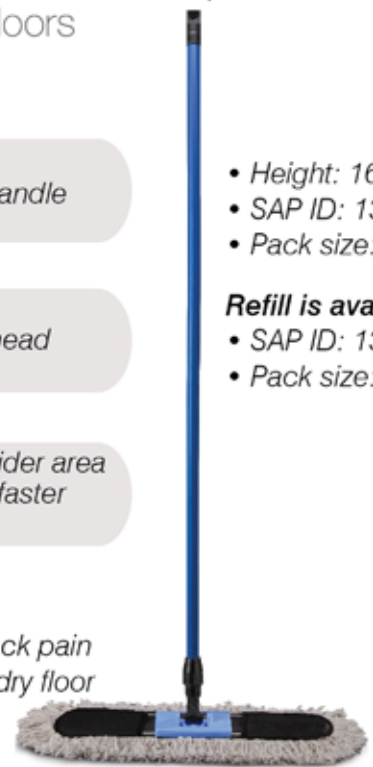 loors
andle
ead
ider area
faster
ck pain
dry floor
• Height: 16
• SAP ID: 13
• Pack size:
Refill is ava
• SAP ID: 13
• Pack size: